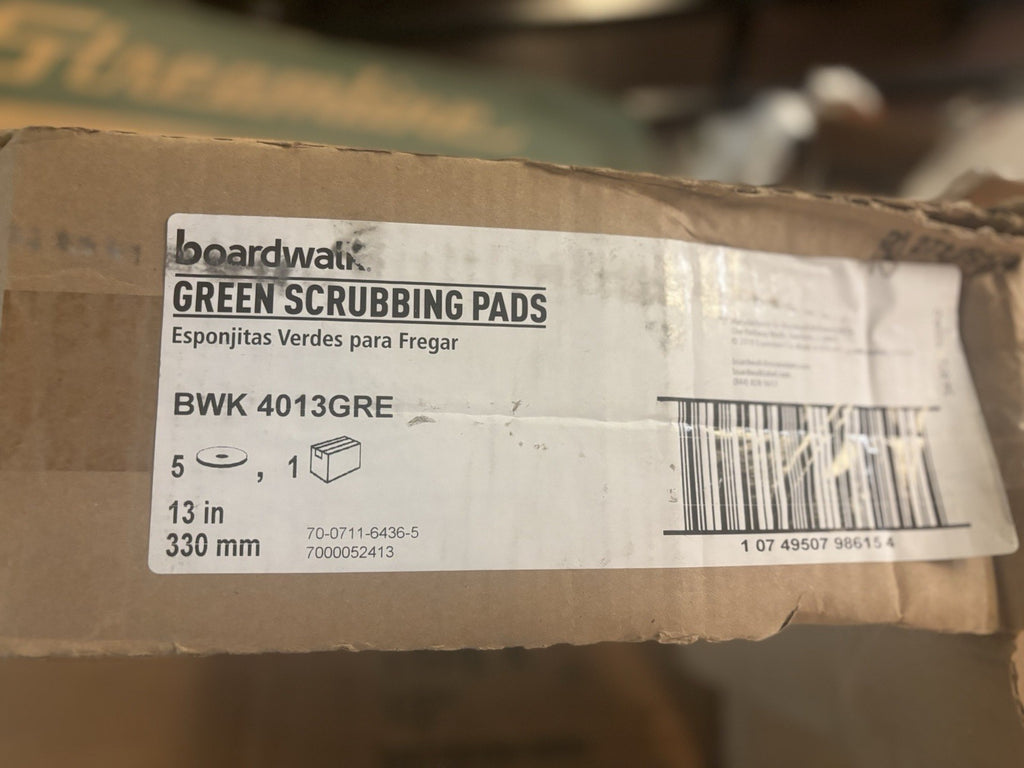 Streamline
boardwalk.
GREEN SCRUBBING PADS
Esponjitas Verdes para Fregar
BWK 4013GRE
5 , 1
13 in
330 mm
70-0711-6436-5
7000052413
1 07 49507 98615 4